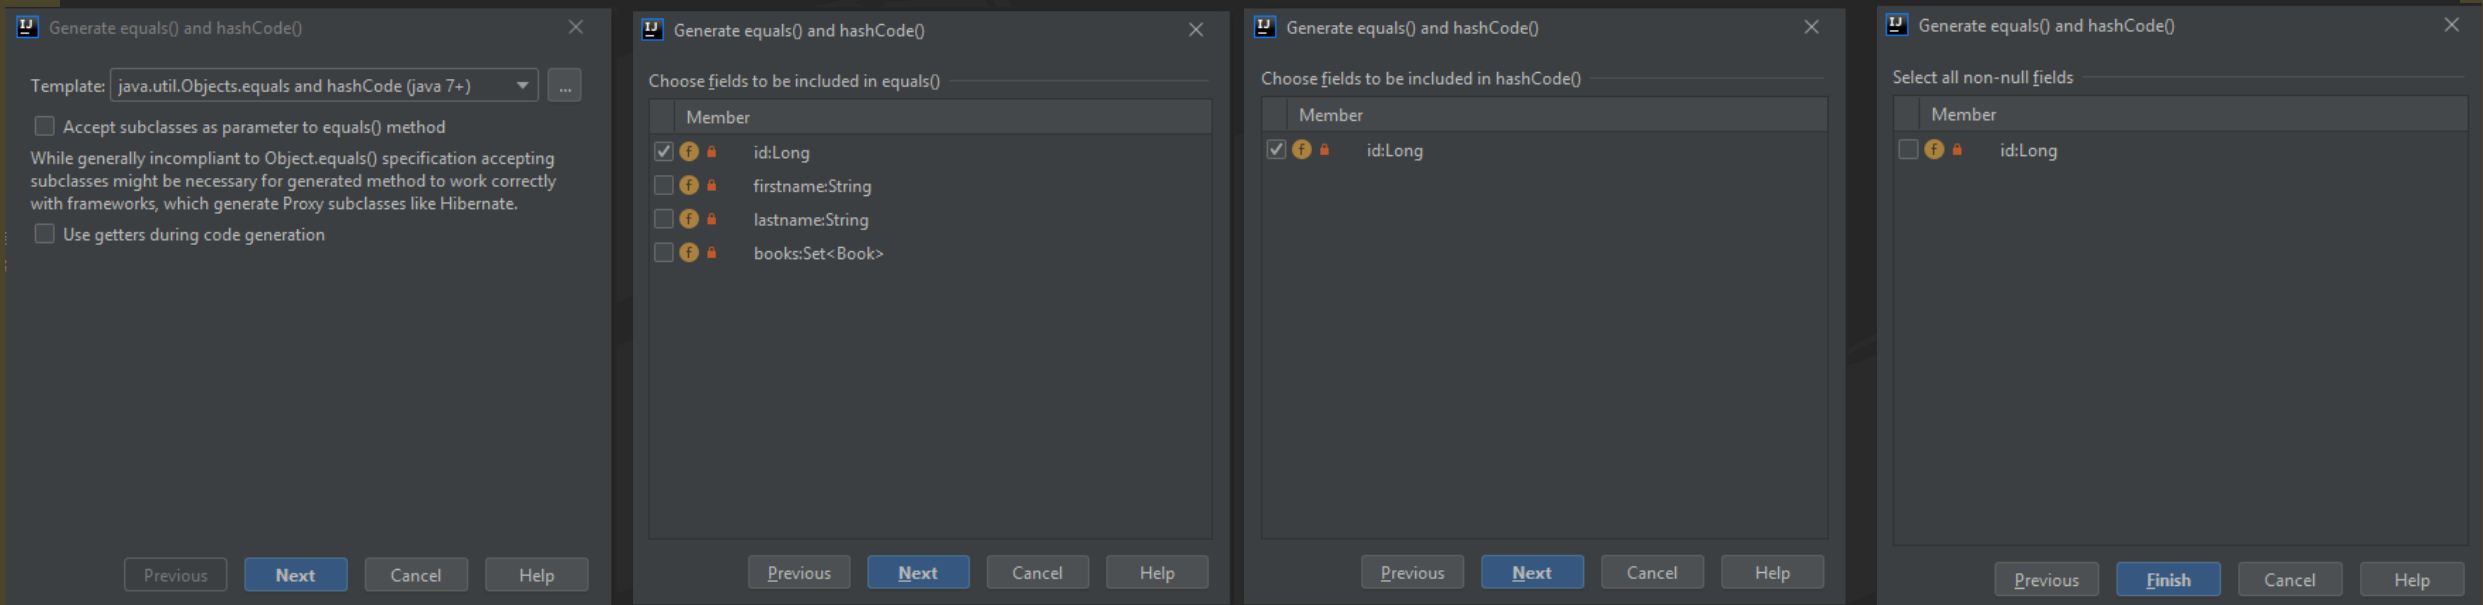 Generate equals() and hashCode()
Template: java.util.Objects.equals and hashCode (java 7+) ...
Accept subclasses as parameter to equals() method
While generally incompliant to Object.equals() specification accepting
subclasses might be necessary for generated method to work correctly
with frameworks, which generate Proxy subclasses like Hibernate.
Use getters during code generation
Previous Next Cancel Help
Generate equals() and hashCode()
Choose fields to be included in equals()
Member
id:Long
firstname:String
lastname:String
books:Set<Book>
Previous Next Cancel Help
Generate equals() and hashCode()
Choose fields to be included in hashCode()
Member
id:Long
Previous Next Cancel Help
Generate equals() and hashCode()
Select all non-null fields
Member
id:Long
Previous Finish Cancel Help